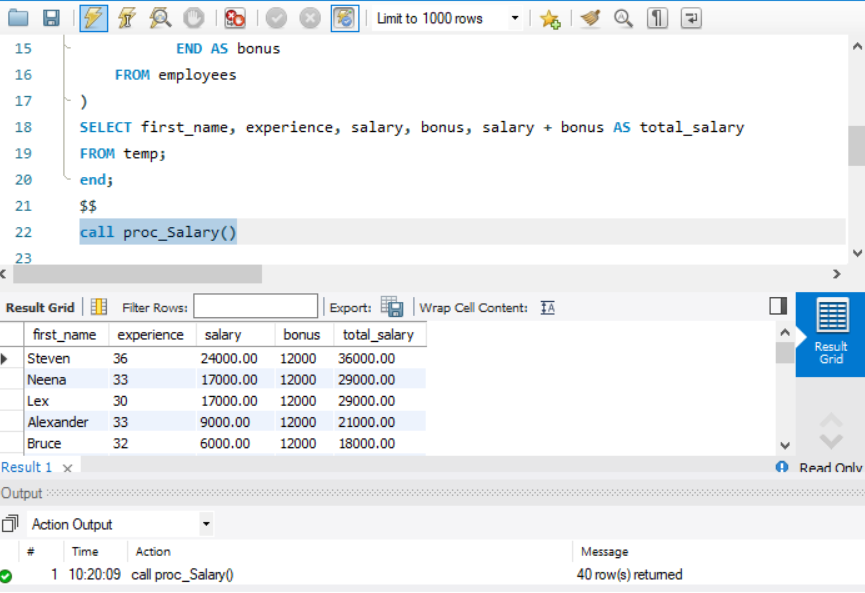 Limit to 1000 rows
15 END AS bonus
16 FROM employees
17 )
18 SELECT first_name, experience, salary, bonus, salary + bonus AS total_salary
19 FROM temp;
20 end;
21 $$
22 call proc_Salary()
23
Result Grid Filter Rows: Export: Wrap Cell Content:
first_name experience salary bonus total_salary
Steven 36 24000.00 12000 36000.00
Neena 33 17000.00 12000 29000.00
Lex 30 17000.00 12000 29000.00
Alexander 33 9000.00 12000 21000.00
Bruce 32 6000.00 12000 18000.00
Result
Grid
Result 1 Read Only
Output
Action Output
# Time Action Message
1 10:20:09 call proc_Salary() 40 row(s) returned